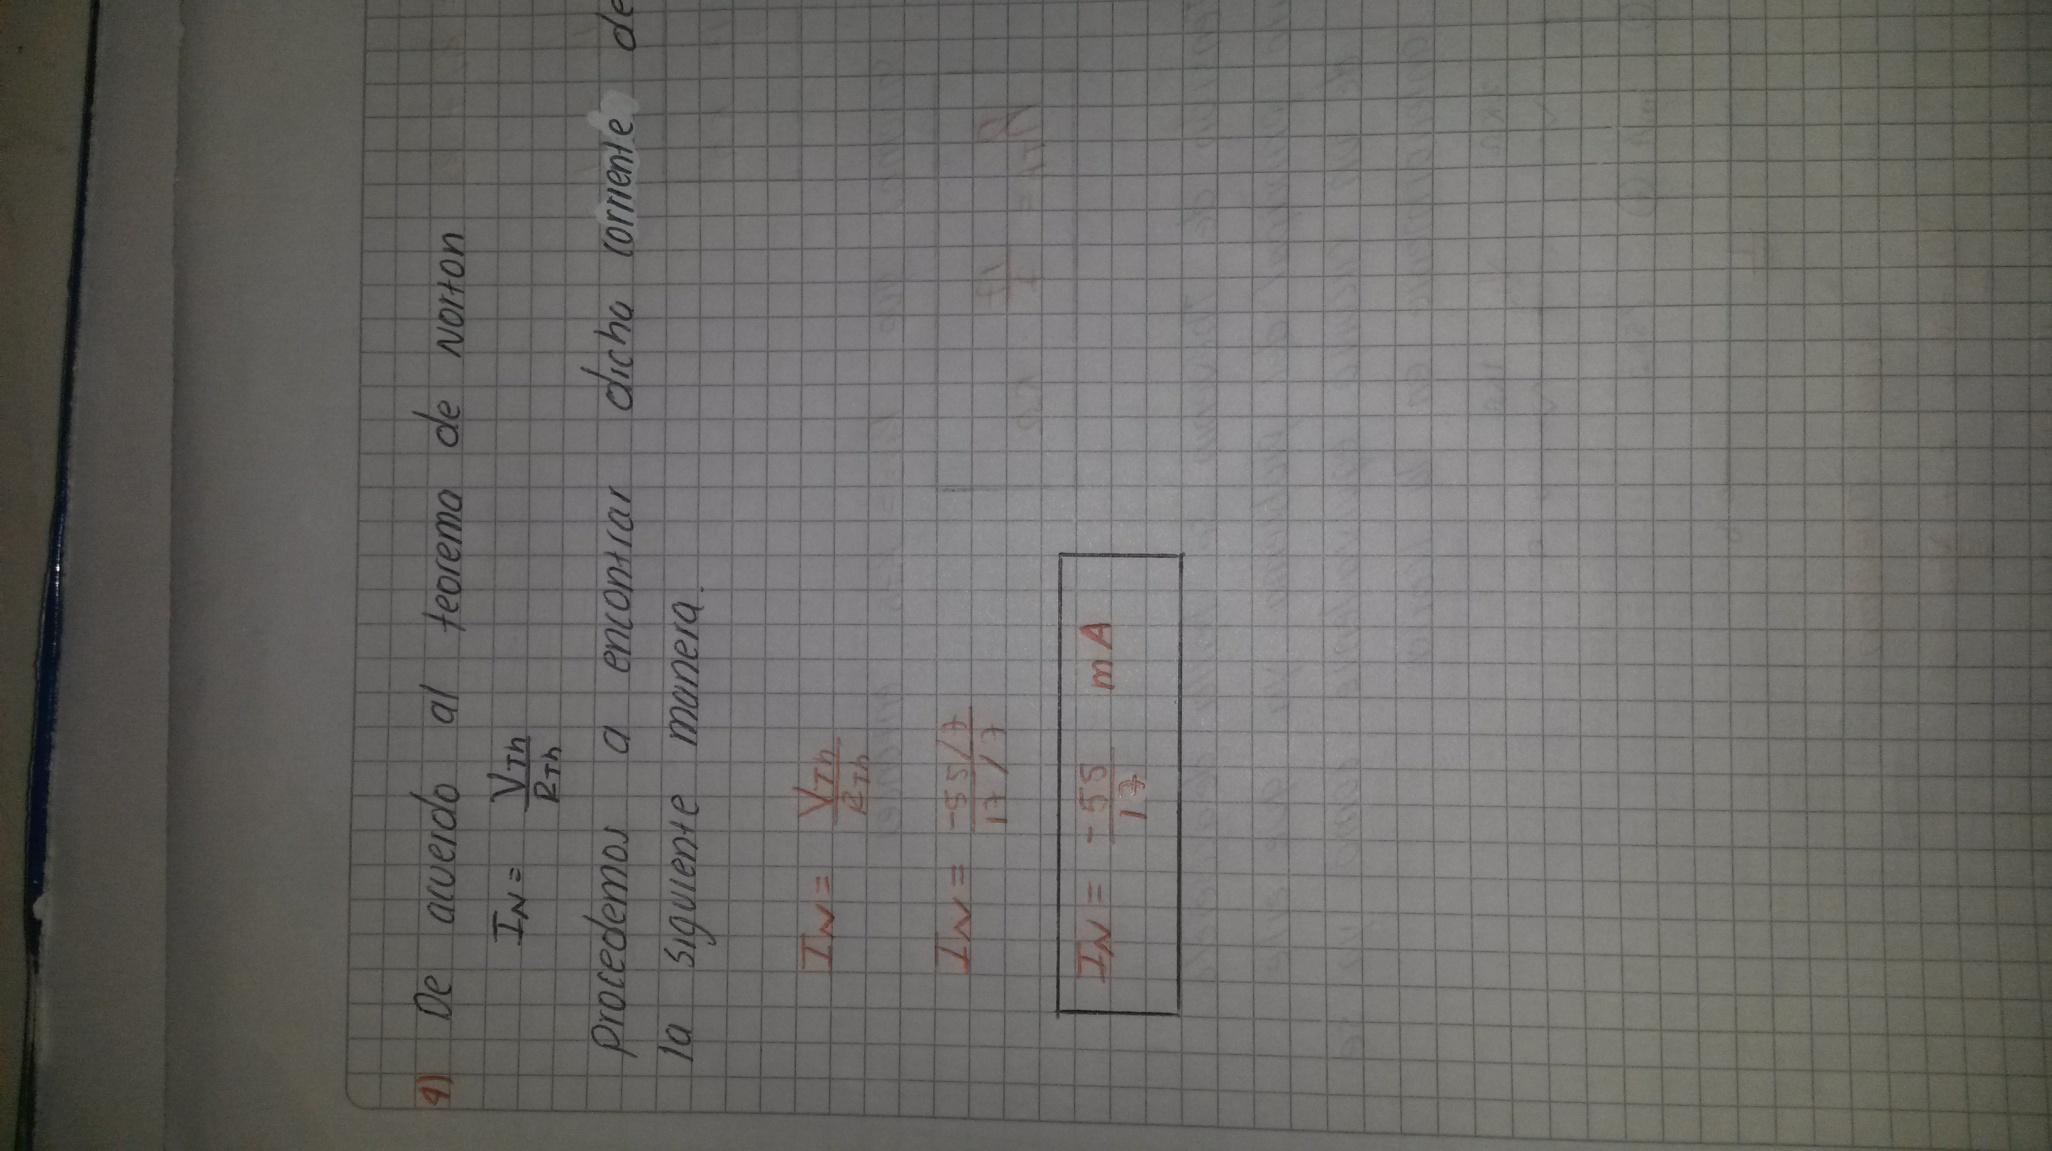 4) De acuerdo al teorema de Norton
IN = VTh / RTh
Procedemos a encontrar dicha corriente de
la siguiente manera.
IN = VTh / RTh
IN = -55/7 / 17/7
IN = -55 / 17 mA